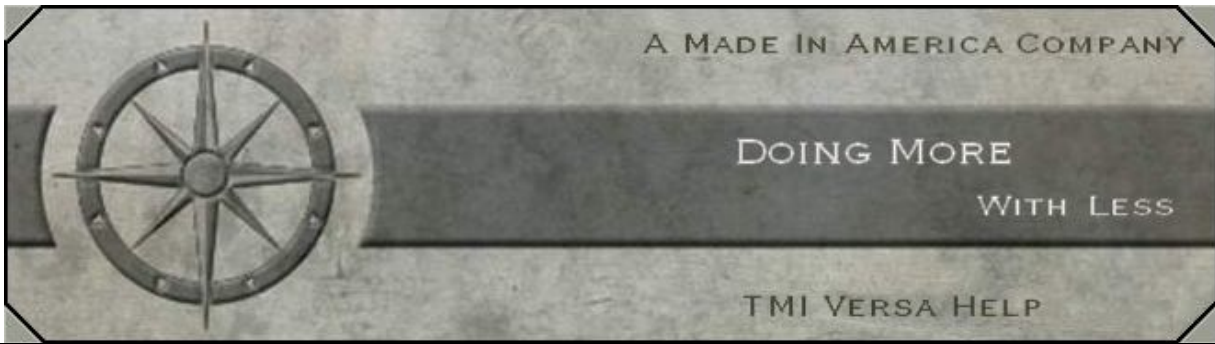 A Made In America Company
Doing More
With Less
TMI Versa Help